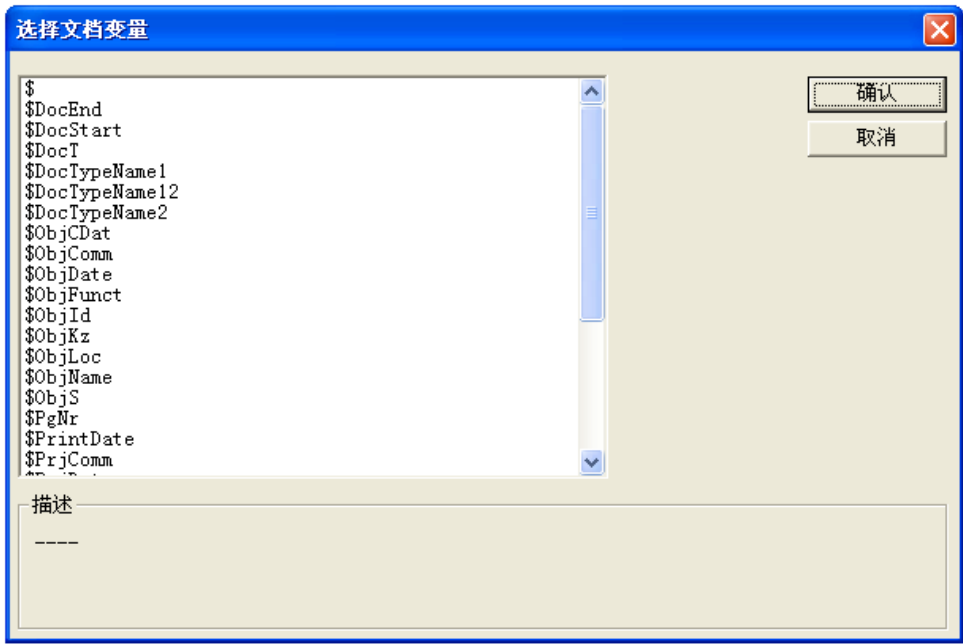 选择文档变量
$
$DocEnd
$DocStart
$DocT
$DocTypeName1
$DocTypeName12
$DocTypeName2
$ObjCDat
$ObjComm
$ObjDate
$ObjFunct
$ObjId
$ObjKz
$ObjLoc
$ObjName
$ObjS
$PgNr
$PrintDate
$PrjComm
确认
取消
描述
----